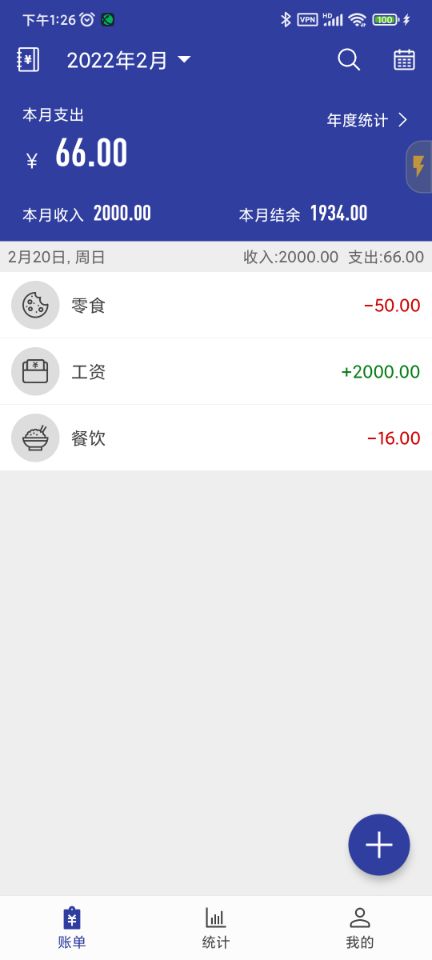 下午1:26
VPN HD 100
2022年2月
本月支出
年度统计
¥ 66.00
本月收入 2000.00 本月结余 1934.00
2月20日, 周日 收入:2000.00 支出:66.00
零食 -50.00
工资 +2000.00
餐饮 -16.00
账单 统计 我的